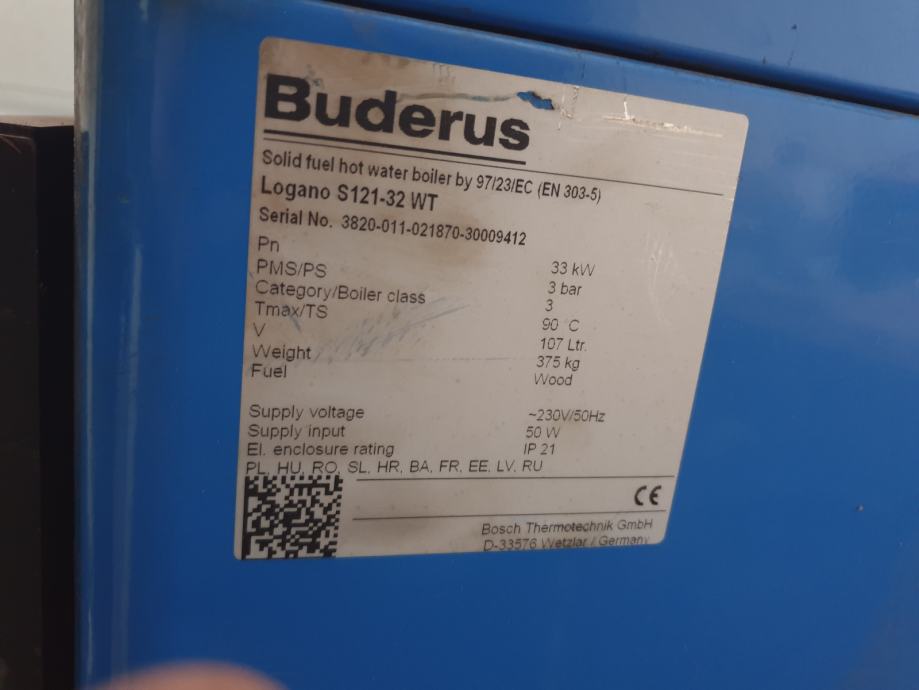 Buderus
Solid fuel hot water boiler by 97/23/EC (EN 303-5)
Logano S121-32 WT
Serial No. 3820-011-021870-30009412
Pn 33 kW
PMS/PS 3 bar
Category/Boiler class 3
Tmax/TS 90 °C
V 107 Ltr.
Weight 375 kg
Fuel Wood
Supply voltage ~230V/50Hz
Supply input 50 W
El. enclosure rating IP 21
PL, HU, RO, SL, HR, BA, FR, EE, LV, RU
CE
Bosch Thermotechnik GmbH
D-33576 Wetzlar / Germany